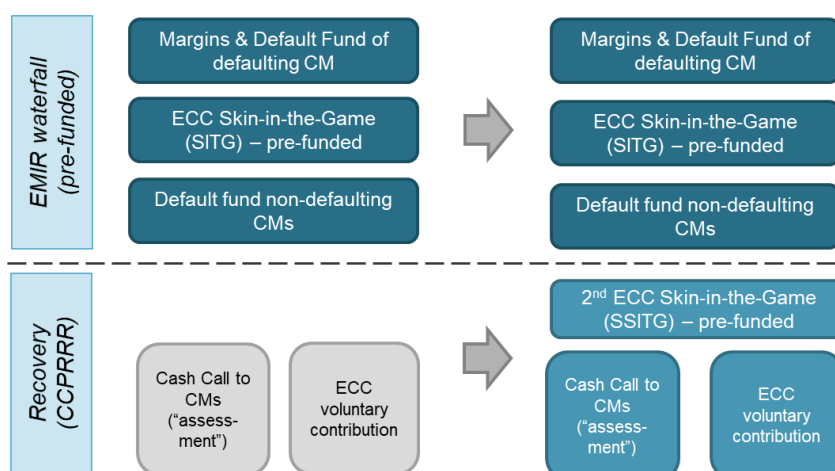 EMIR waterfall
(pre-funded)
Margins & Default Fund of
defaulting CM
ECC Skin-in-the-Game
(SITG) – pre-funded
Default fund non-defaulting
CMs
Margins & Default Fund of
defaulting CM
ECC Skin-in-the-Game
(SITG) – pre-funded
Default fund non-defaulting
CMs
Recovery
(CCPRRR)
Cash Call to
CMs
(“assess-
ment”)
ECC
voluntary
contribution
2nd ECC Skin-in-the-Game
(SSITG) – pre-funded
Cash Call to
CMs
(“assess-
ment”)
ECC
voluntary
contribution